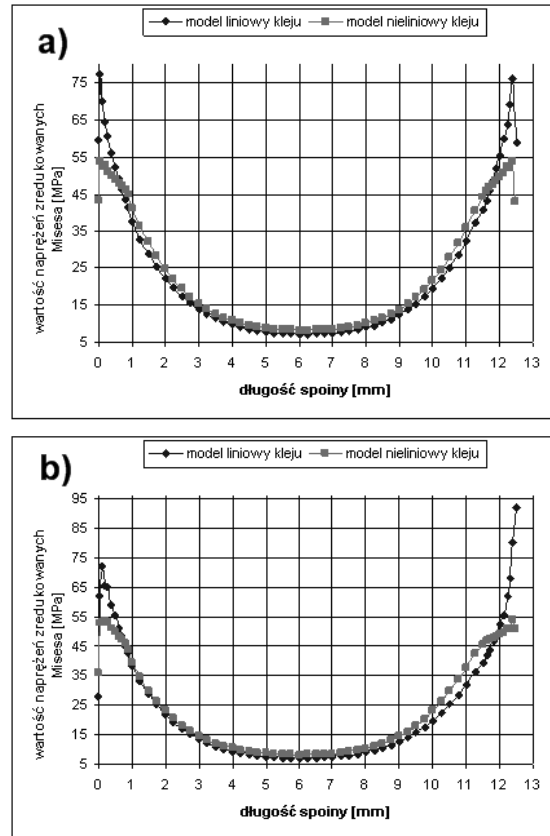 model liniowy kleju model nieliniowy kleju
a)
wartość naprężeń zredukowanych
Misesa [MPa]
75
65
55
45
35
25
15
5
0 1 2 3 4 5 6 7 8 9 10 11 12 13
długość spoiny [mm]
model liniowy kleju model nieliniowy kleju
b)
wartość naprężeń zredukowanych
Misesa [MPa]
95
85
75
65
55
45
35
25
15
5
0 1 2 3 4 5 6 7 8 9 10 11 12 13
długość spoiny [mm]